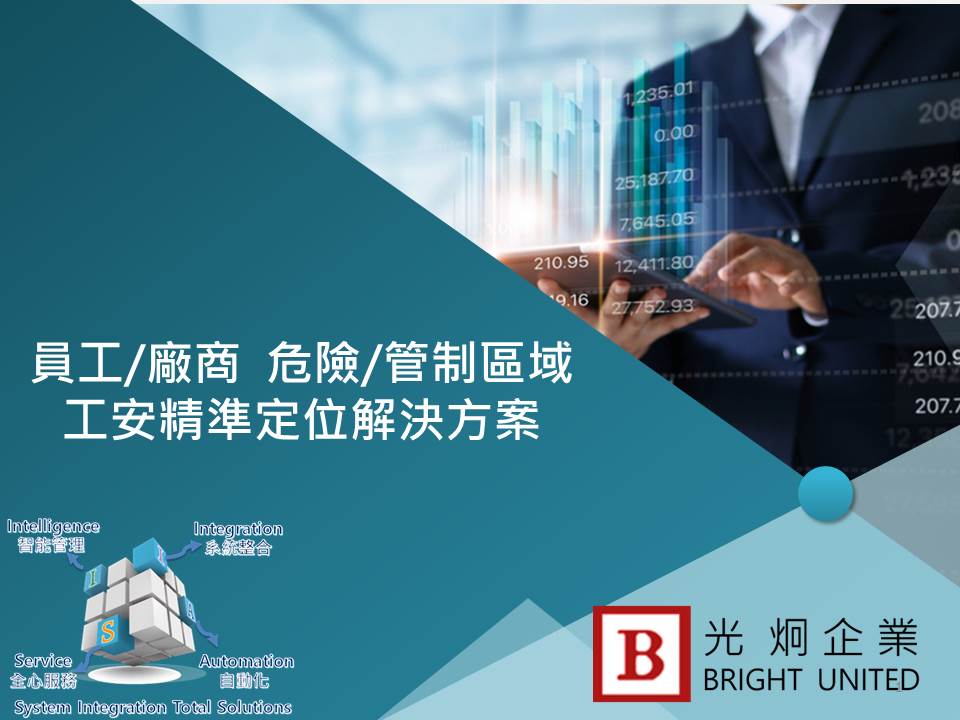 1,235.01
208
0.00
1,235
25,187.70
7,645.05
210.95
12,411.80
49.16
27,752.93
207.7
210.9
207.7
員工/廠商 危險/管制區域
工安精準定位解決方案
Intelligence
智能管理
Integration
系統整合
I
I
A
S
Service
全心服務
Automation
自動化
System Integration Total Solutions
B
光炯企業
BRIGHT UNITED